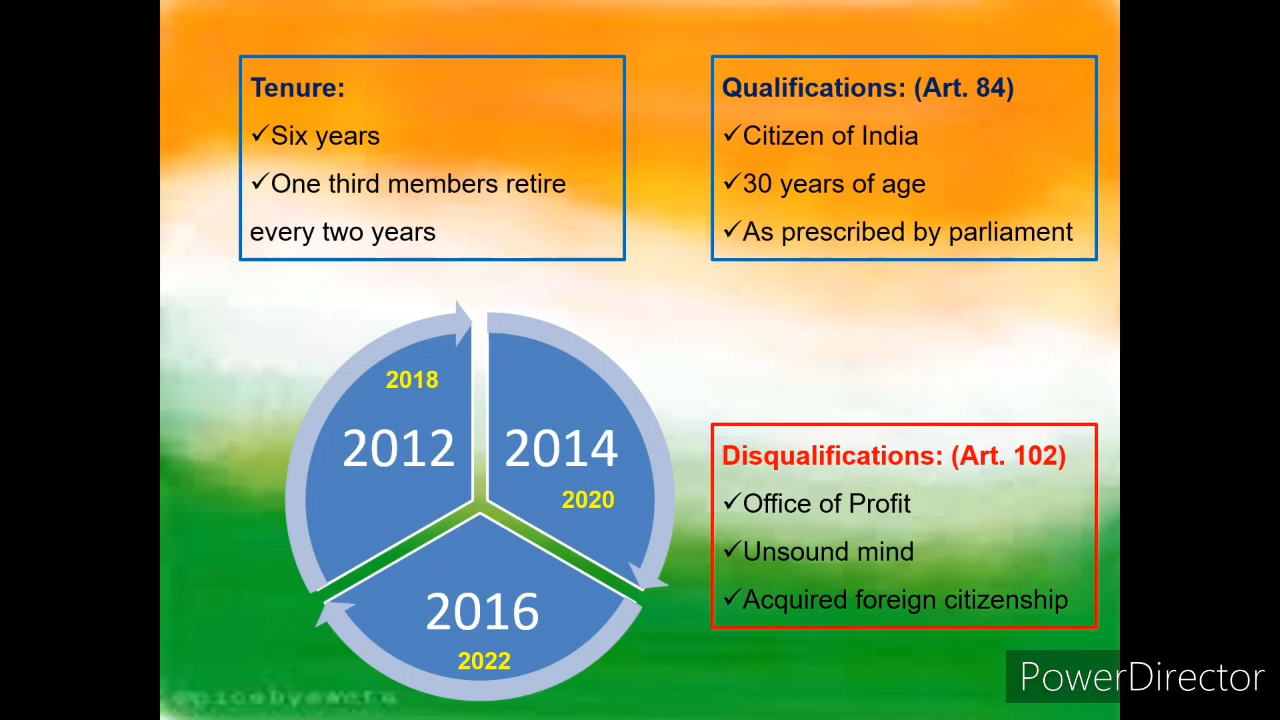 Tenure:
✓Six years
✓One third members retire
every two years
Qualifications: (Art. 84)
✓Citizen of India
✓30 years of age
✓As prescribed by parliament
2018
2012
2014
2020
2016
2022
Disqualifications: (Art. 102)
✓Office of Profit
✓Unsound mind
✓Acquired foreign citizenship
PowerDirector